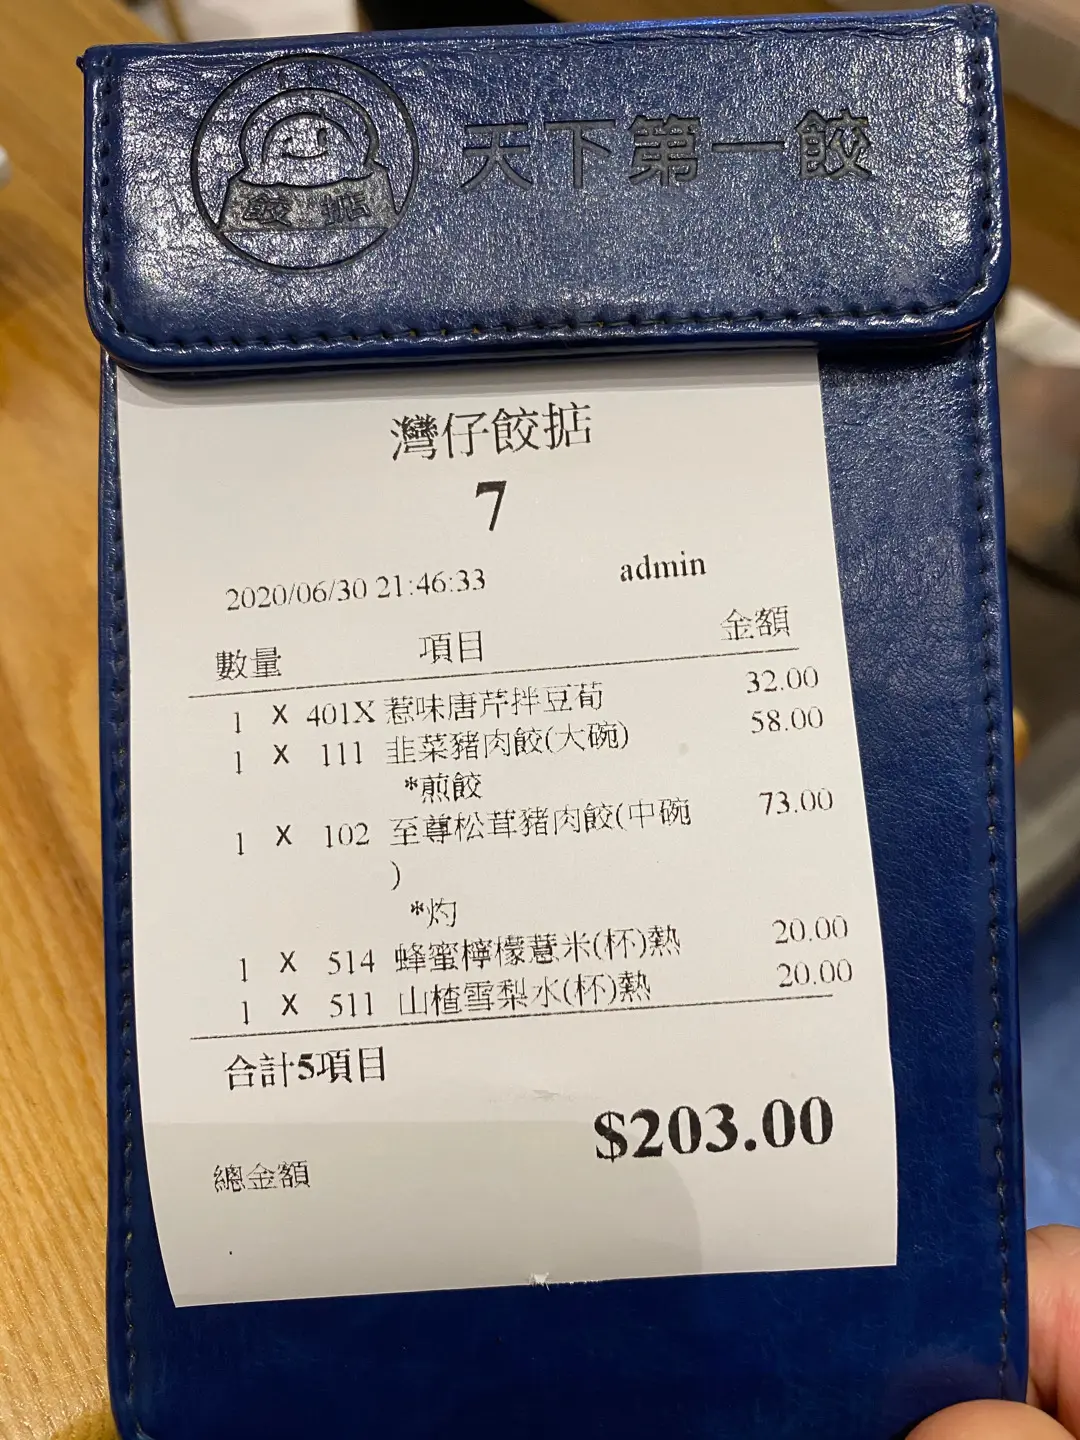 天下第一餃
餃掂
灣仔餃掂
7
2020/06/30 21:46:33 admin
數量 項目 金額
1 X 401X 惹味唐芹拌豆荀 32.00
1 X 111 韭菜豬肉餃(大碗) 58.00
*煎餃
1 X 102 至尊松茸豬肉餃(中碗 73.00
)
*灼
1 X 514 蜂蜜檸檬薏米(杯)熱 20.00
1 X 511 山楂雪梨水(杯)熱 20.00
合計5項目
$203.00
總金額